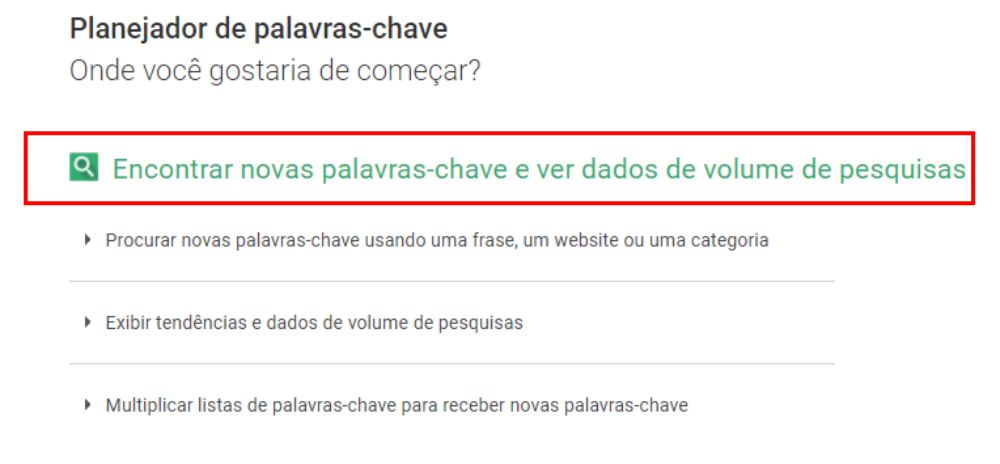 Planejador de palavras-chave
Onde você gostaria de começar?
Encontrar novas palavras-chave e ver dados de volume de pesquisas
Procurar novas palavras-chave usando uma frase, um website ou uma categoria
Exibir tendências e dados de volume de pesquisas
Multiplicar listas de palavras-chave para receber novas palavras-chave